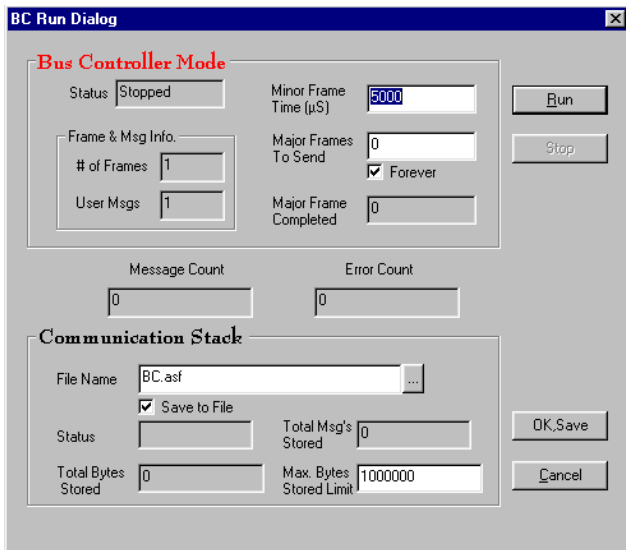 BC Run Dialog
Bus Controller Mode
Status Stopped
Minor Frame
Time (µS)
5000
Run
Frame & Msg Info.
# of Frames 1
User Msgs 1
Major Frames
To Send
0
Forever
Stop
Major Frame
Completed
0
Message Count
0
Error Count
0
Communication Stack
File Name BC.asf ...
Save to File
Status
Total Msg's
Stored
0
OK,Save
Total Bytes
Stored
0
Max. Bytes
Stored Limit
1000000
Cancel